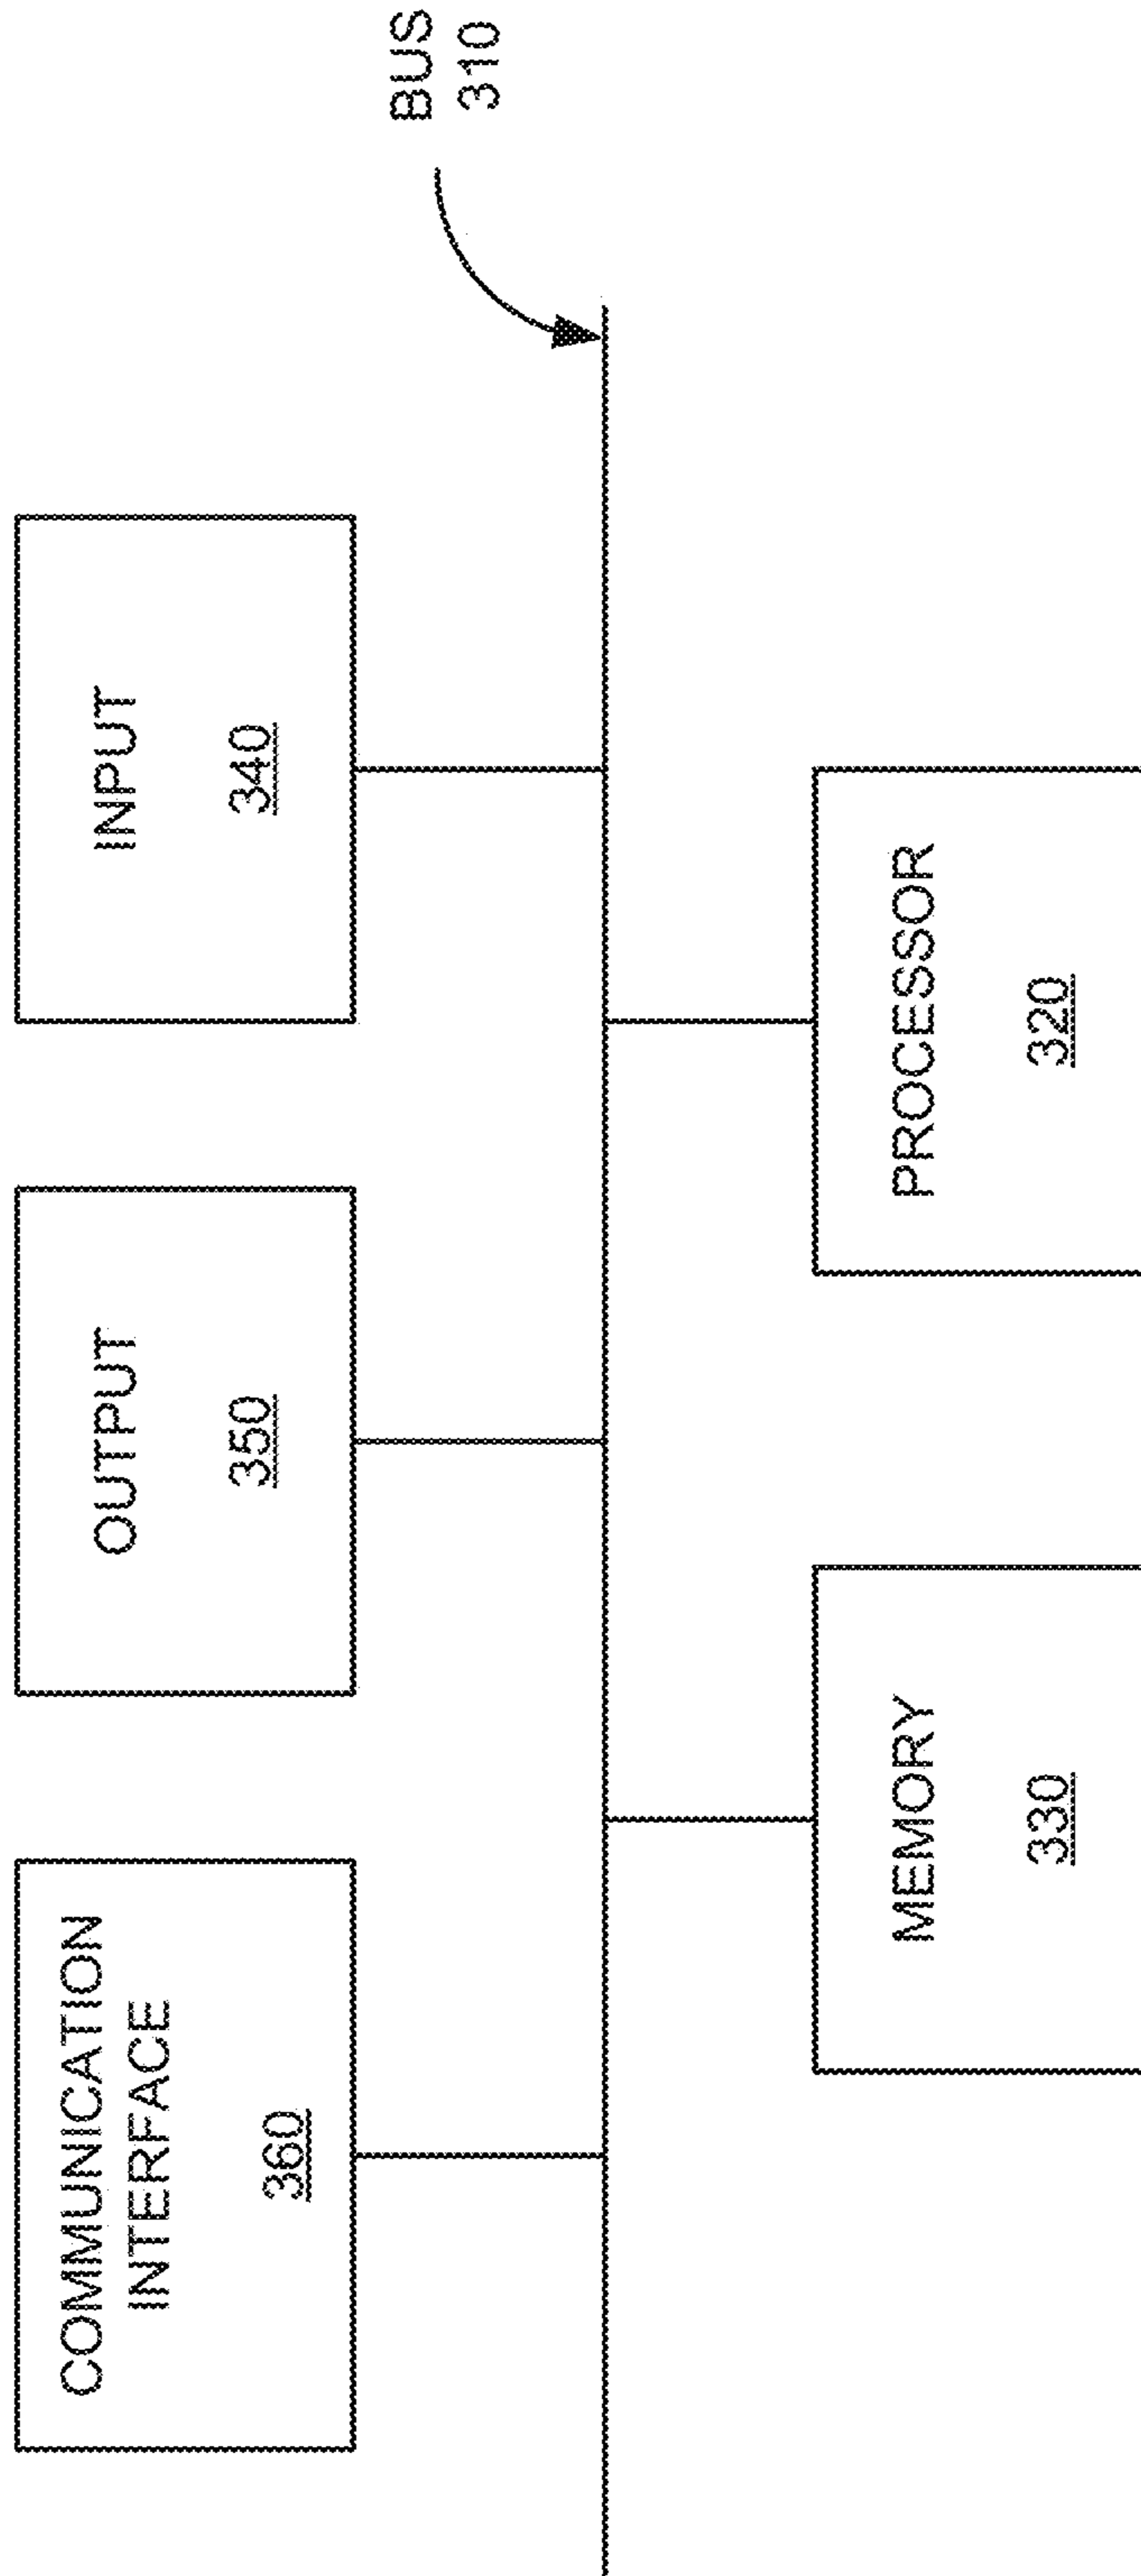 COMMUNICATION
INTERFACE
360
OUTPUT
350
INPUT
340
BUS
310
MEMORY
330
PROCESSOR
320